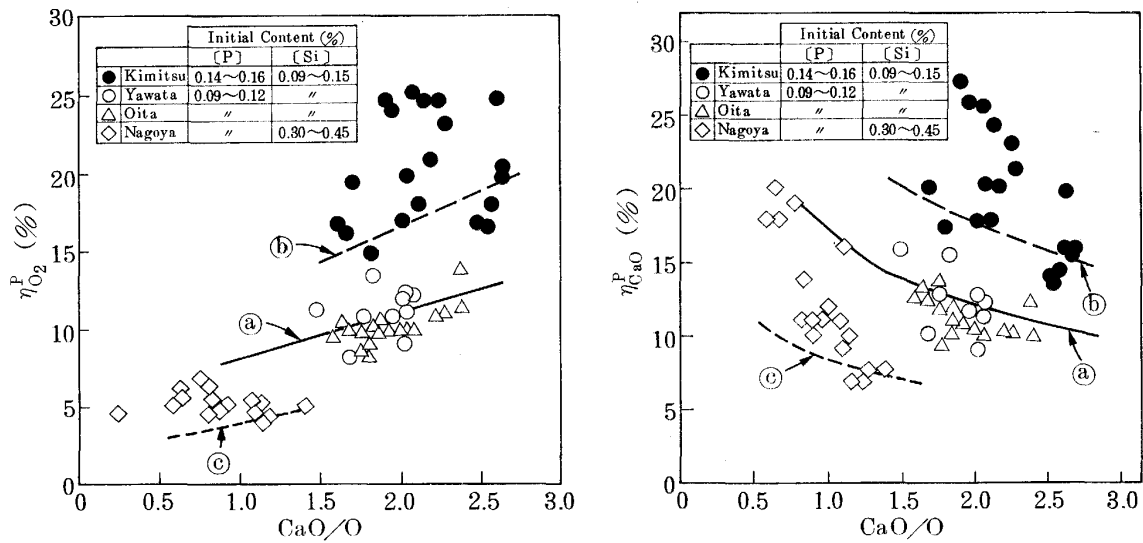 30
25
20
15
10
5
0
η_{O2}^{P} (%)
Initial Content (%)
[P] [Si]
● Kimitsu 0.14~0.16 0.09~0.15
○ Yawata 0.09~0.12 〃
△ Oita 〃 〃
◇ Nagoya 〃 0.30~0.45
ⓑ
ⓐ
ⓒ
0 0.5 1.0 1.5 2.0 2.5 3.0
CaO/O
30
25
20
15
10
5
0
η_{CaO}^{P} (%)
Initial Content (%)
[P] [Si]
● Kimitsu 0.14~0.16 0.09~0.15
○ Yawata 0.09~0.12 〃
△ Oita 〃 〃
◇ Nagoya 〃 0.30~0.45
ⓑ
ⓒ
ⓐ
0 0.5 1.0 1.5 2.0 2.5 3.0
CaO/O